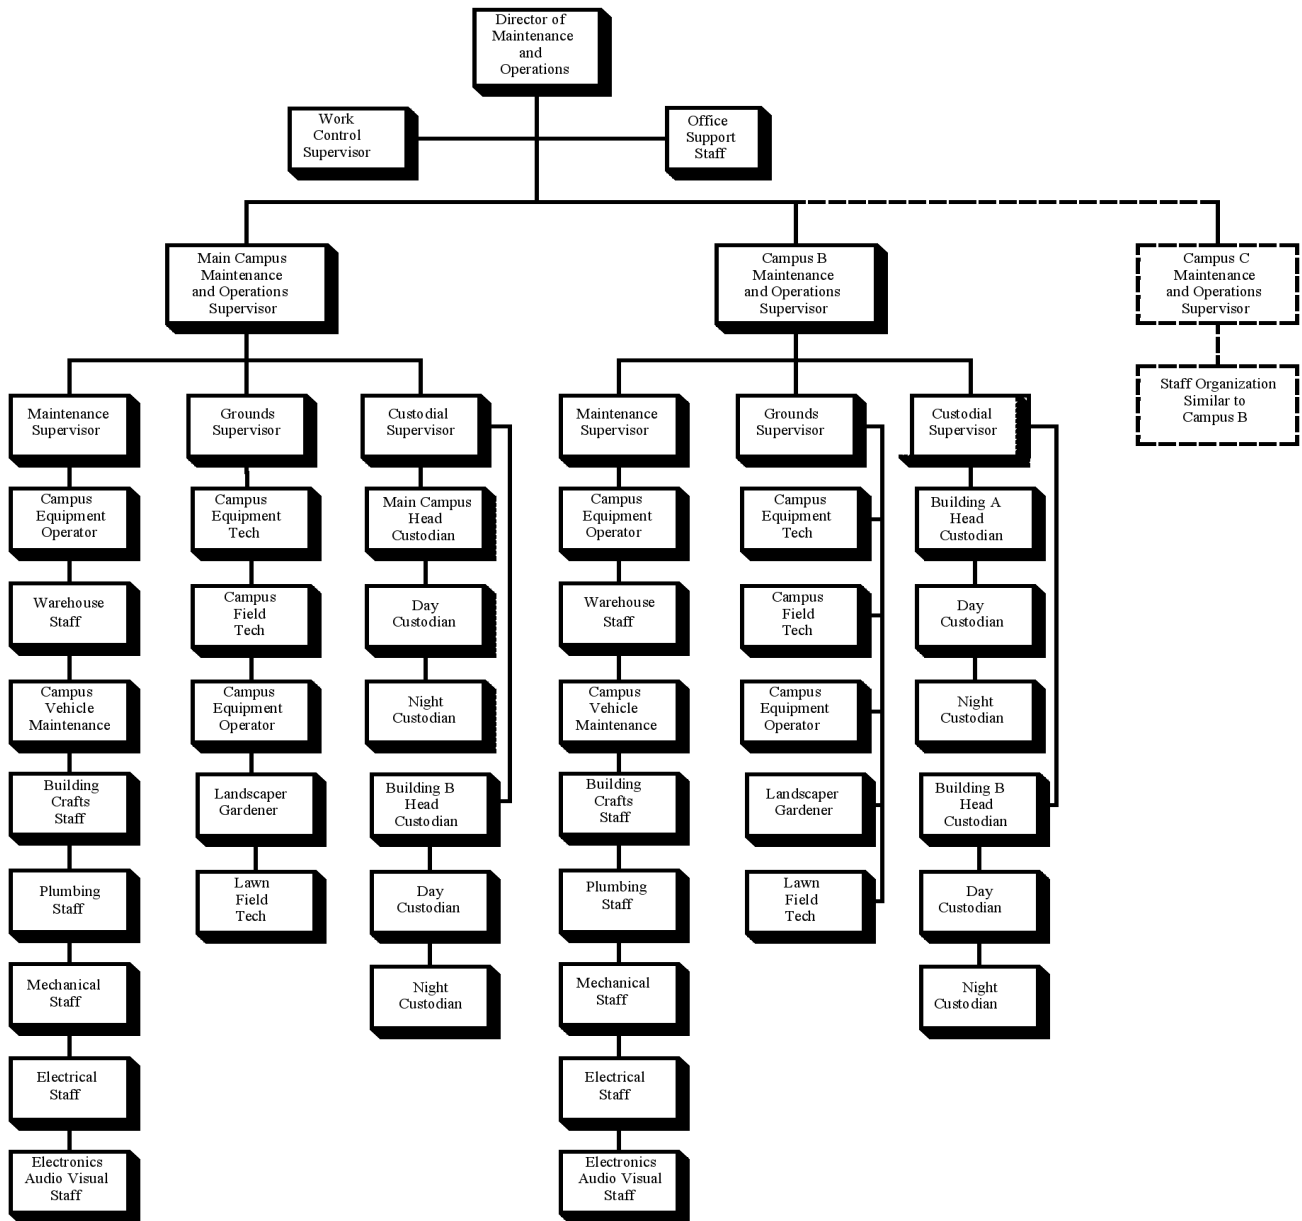 Director of
Maintenance
and
Operations
Work
Control
Supervisor
Office
Support
Staff
Main Campus
Maintenance
and Operations
Supervisor
Campus B
Maintenance
and Operations
Supervisor
Campus C
Maintenance
and Operations
Supervisor
Staff Organization
Similar to
Campus B
Maintenance
Supervisor
Campus
Equipment
Operator
Warehouse
Staff
Campus
Vehicle
Maintenance
Building
Crafts
Staff
Plumbing
Staff
Mechanical
Staff
Electrical
Staff
Electronics
Audio Visual
Staff
Grounds
Supervisor
Campus
Equipment
Tech
Campus
Field
Tech
Campus
Equipment
Operator
Landscaper
Gardener
Lawn
Field
Tech
Custodial
Supervisor
Main Campus
Head
Custodian
Day
Custodian
Night
Custodian
Building B
Head
Custodian
Day
Custodian
Night
Custodian
Maintenance
Supervisor
Campus
Equipment
Operator
Warehouse
Staff
Campus
Vehicle
Maintenance
Building
Crafts
Staff
Plumbing
Staff
Mechanical
Staff
Electrical
Staff
Electronics
Audio Visual
Staff
Grounds
Supervisor
Campus
Equipment
Tech
Campus
Field
Tech
Campus
Equipment
Operator
Landscaper
Gardener
Lawn
Field
Tech
Custodial
Supervisor
Building A
Head
Custodian
Day
Custodian
Night
Custodian
Building B
Head
Custodian
Day
Custodian
Night
Custodian